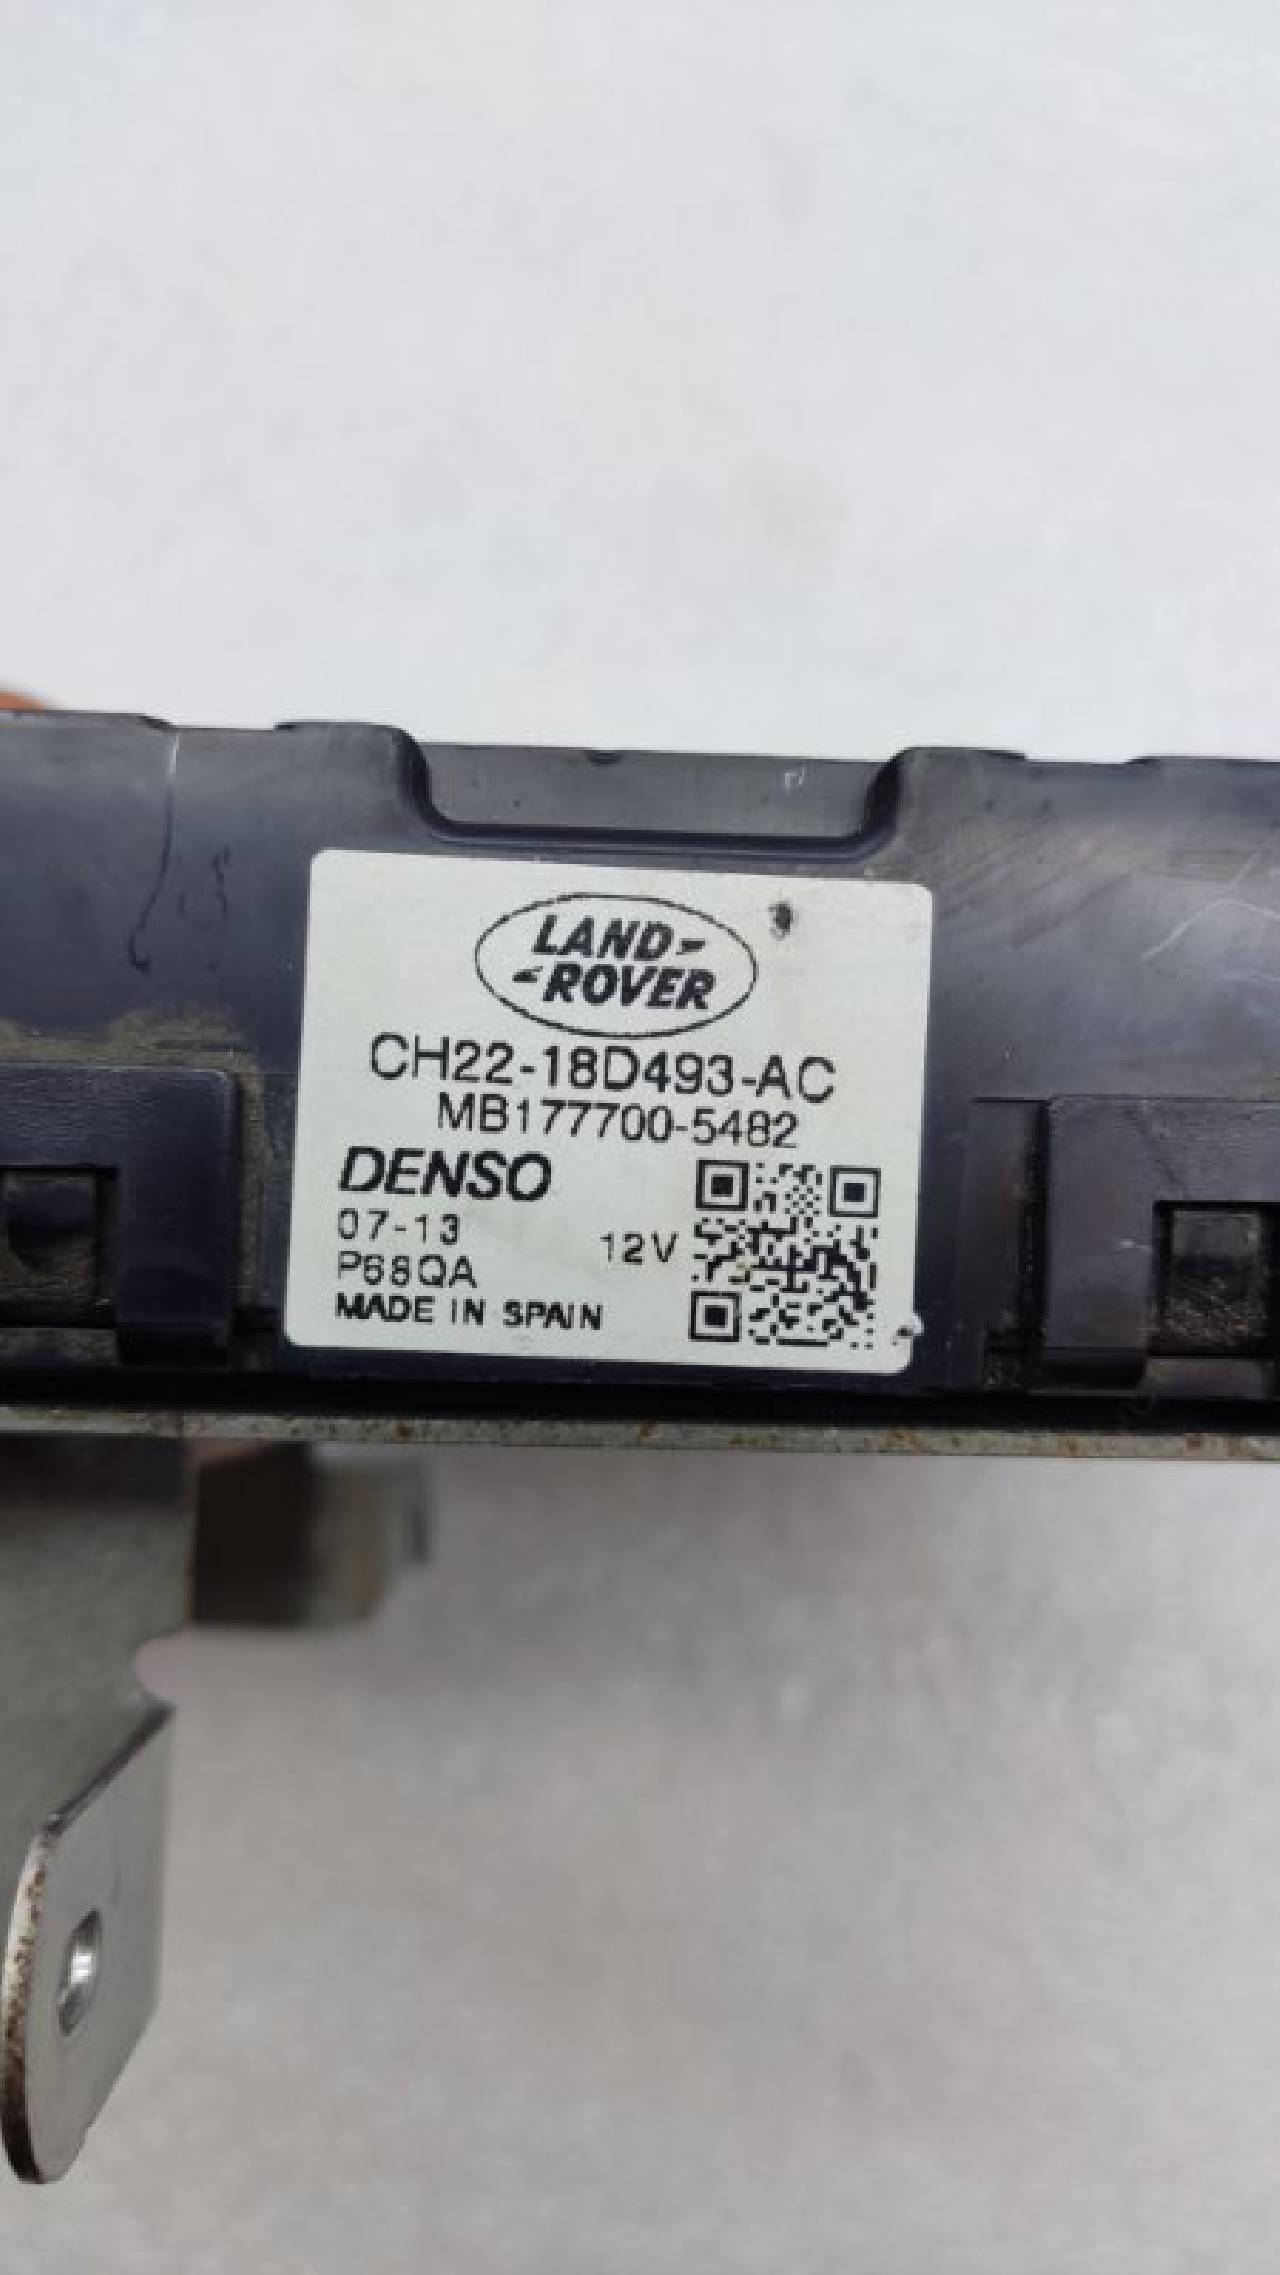 LAND-
-ROVER
CH22-18D493-AC
MB177700-5482
DENSO
07-13
12V
P68QA
MADE IN SPAIN